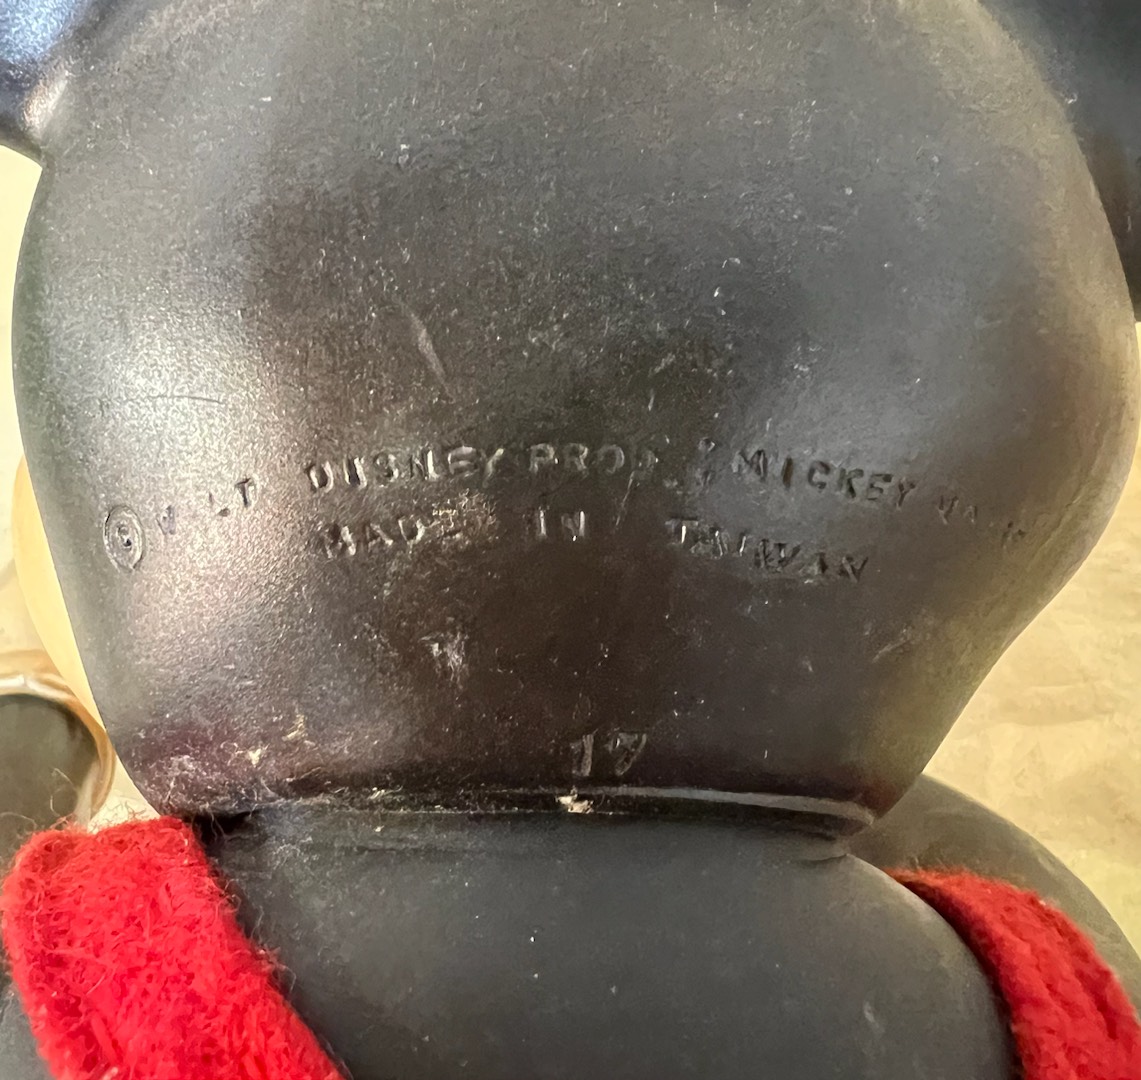 © WALT DISNEY PROD. MICKEY
MADE IN TAIWAN
17